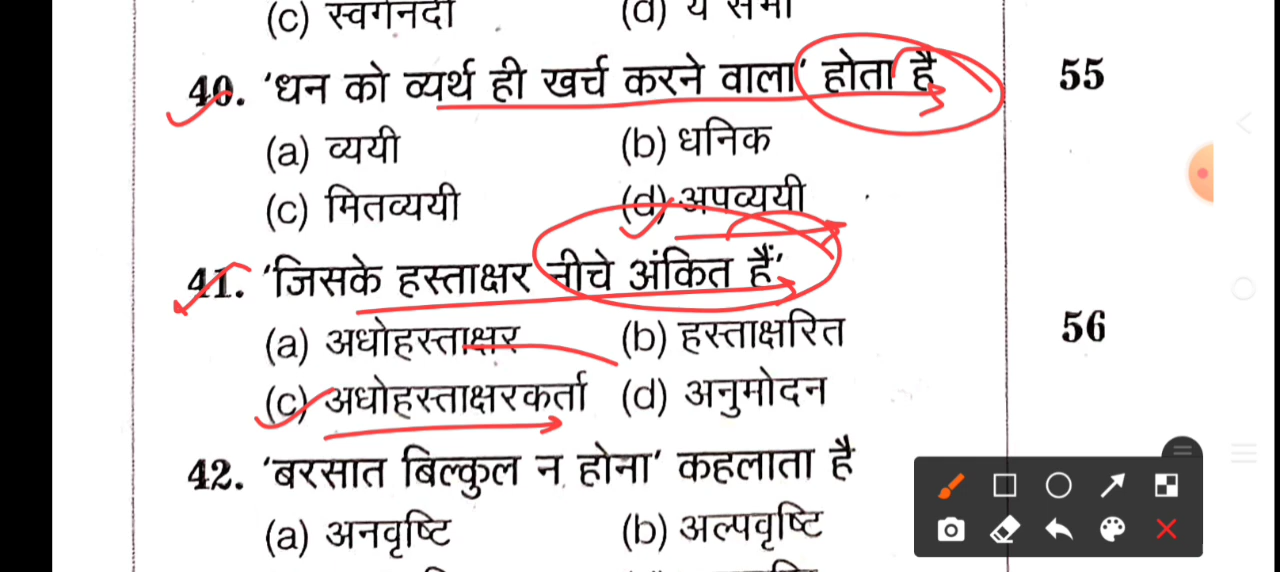 (c) स्वर्गनदी (d) ये सभी
40. 'धन को व्यर्थ ही खर्च करने वाला' होता है
55
(a) व्ययी (b) धनिक
(c) मितव्ययी (d) अपव्ययी
41. 'जिसके हस्ताक्षर नीचे अंकित हैं'
(a) अधोहस्ताक्षर (b) हस्ताक्षरित
56
(c) अधोहस्ताक्षरकर्ता (d) अनुमोदन
42. 'बरसात बिल्कुल न होना' कहलाता है
(a) अनवृष्टि (b) अल्पवृष्टि